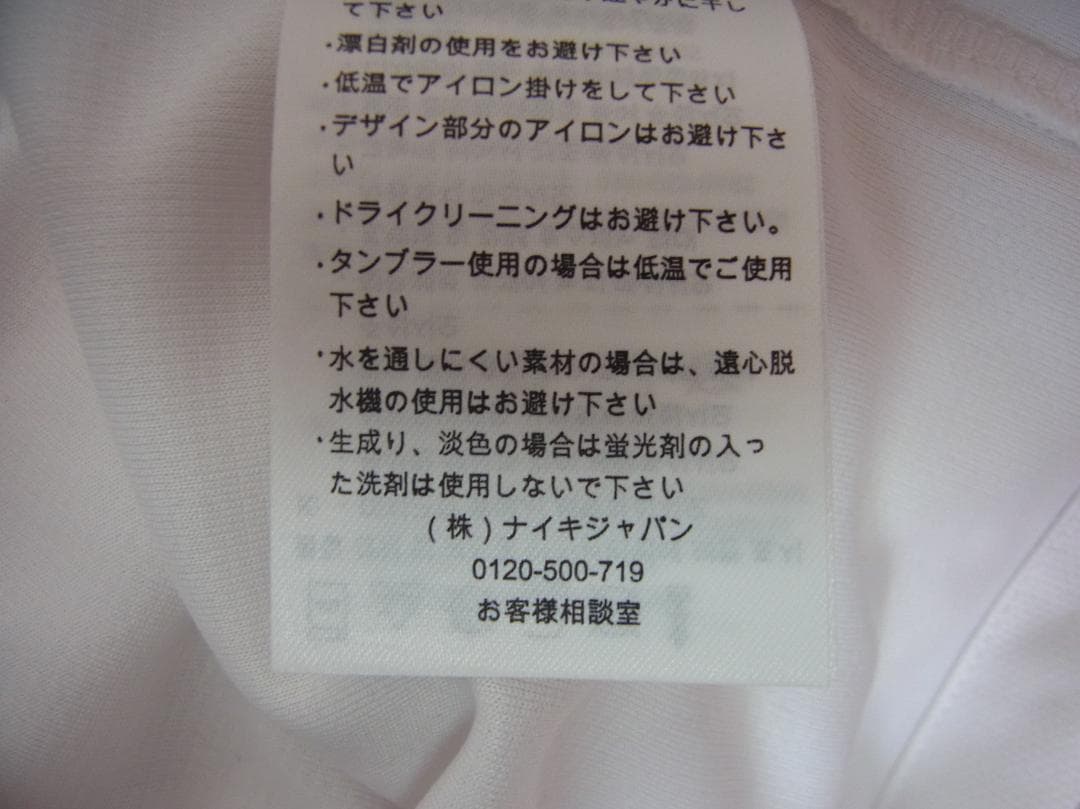 て下さい
・漂白剤の使用をお避け下さい
・低温でアイロン掛けをして下さい
・デザイン部分のアイロンはお避け下さ
い
・ドライクリーニングはお避け下さい。
・タンブラー使用の場合は低温でご使用
下さい
・水を通しにくい素材の場合は、遠心脱
水機の使用はお避け下さい
・生成り、淡色の場合は蛍光剤の入っ
た洗剤は使用しないで下さい
(株)ナイキジャパン
0120-500-719
お客様相談室